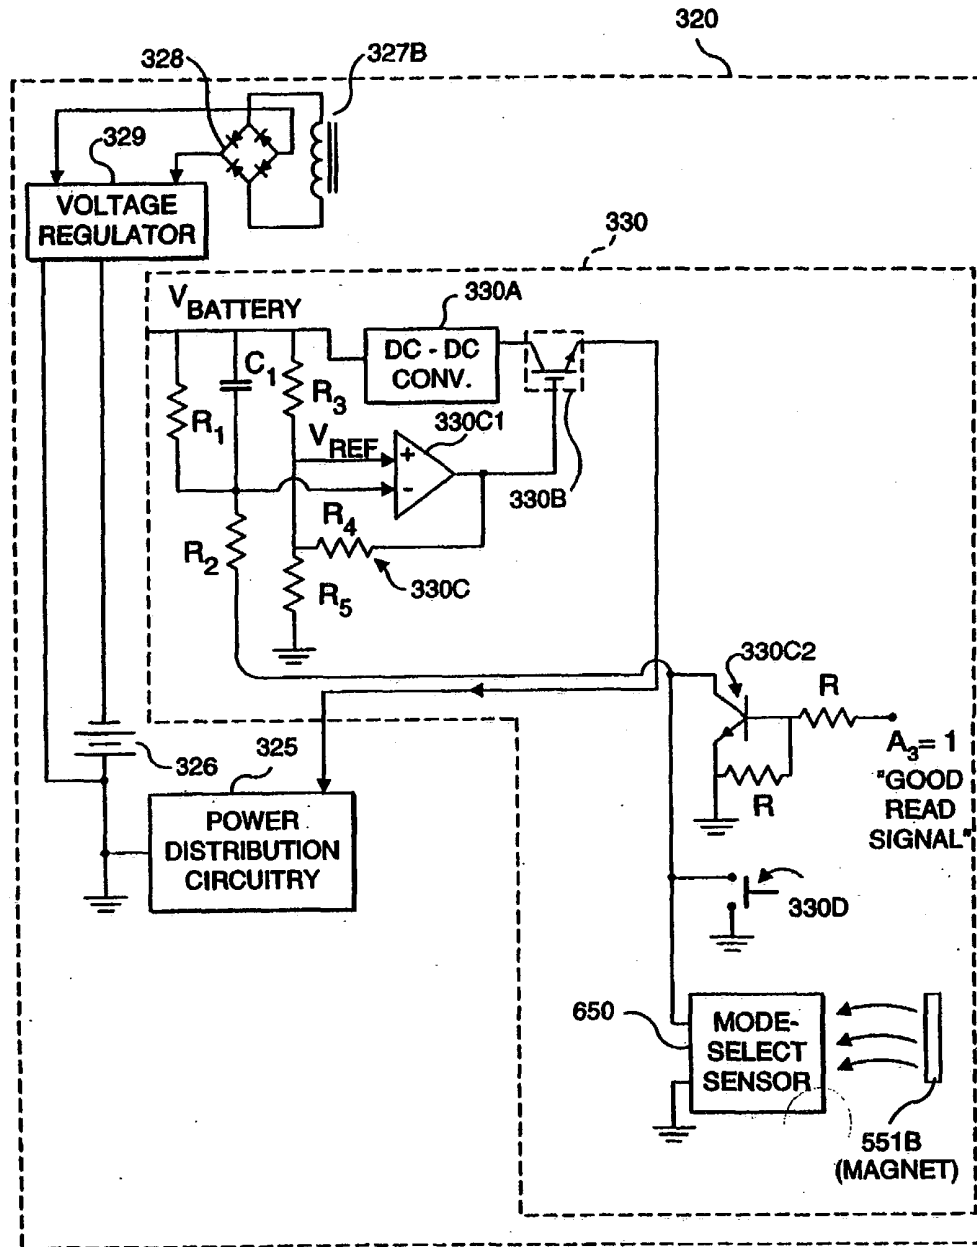 320
328
327B
329
VOLTAGE
REGULATOR
330
V BATTERY
330A
DC - DC
CONV.
C1
R3
R1
330C1
VREF
+
-
330B
R4
R2
330C
R5
330C2
R
A3= 1
"GOOD
READ
SIGNAL"
R
326
325
POWER
DISTRIBUTION
CIRCUITRY
330D
650
MODE-
SELECT
SENSOR
551B
(MAGNET)